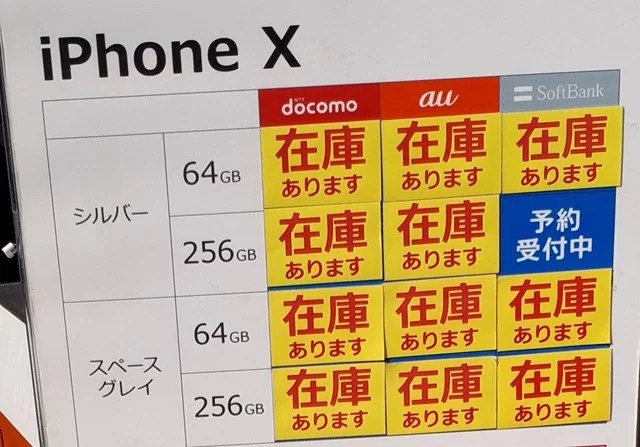 iPhone X
NTT
docomo
au
SoftBank
シルバー
64GB
在庫
あります
在庫
あります
在庫
あります
256GB
在庫
あります
在庫
あります
予約
受付中
スペース
グレイ
64GB
在庫
あります
在庫
あります
在庫
あります
256GB
在庫
あります
在庫
あります
在庫
あります